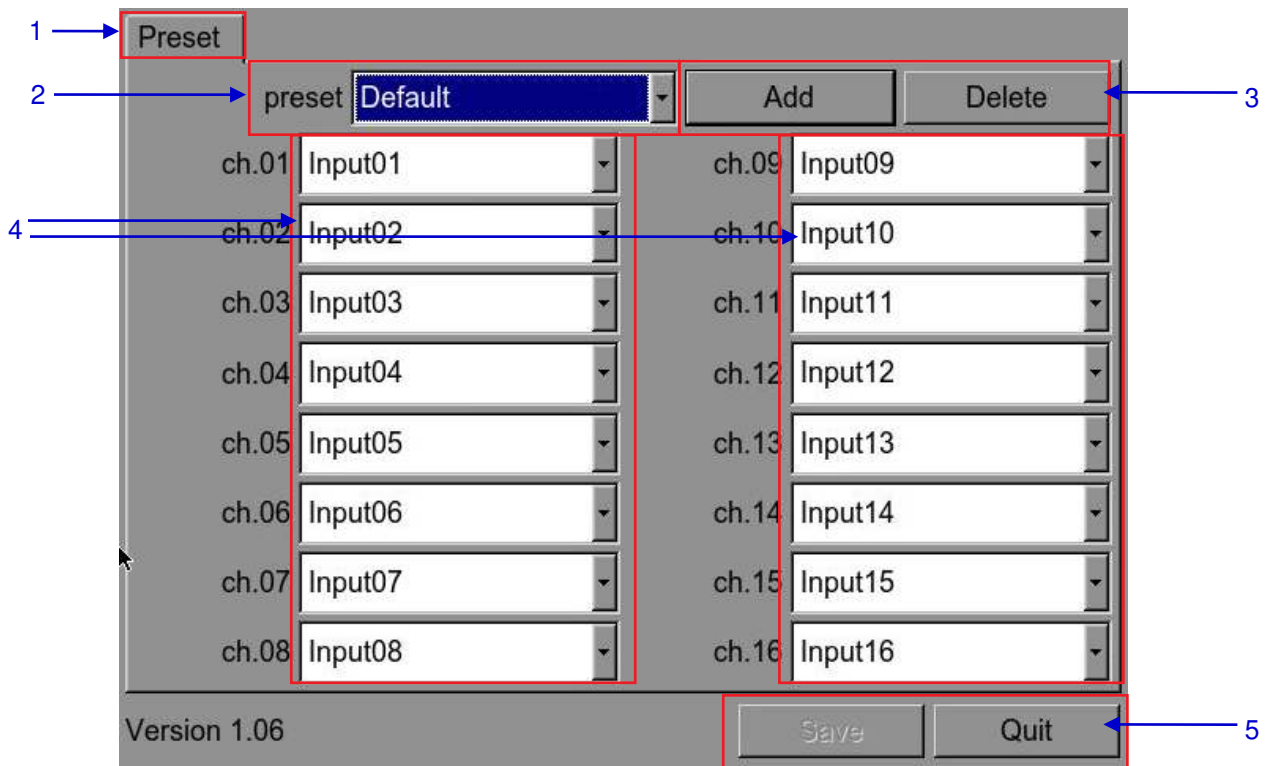 1 Preset
2 preset Default Add Delete 3
ch.01 Input01 ch.09 Input09
4 ch.02 Input02 ch.10 Input10
ch.03 Input03 ch.11 Input11
ch.04 Input04 ch.12 Input12
ch.05 Input05 ch.13 Input13
ch.06 Input06 ch.14 Input14
ch.07 Input07 ch.15 Input15
ch.08 Input08 ch.16 Input16
Version 1.06 Save Quit 5